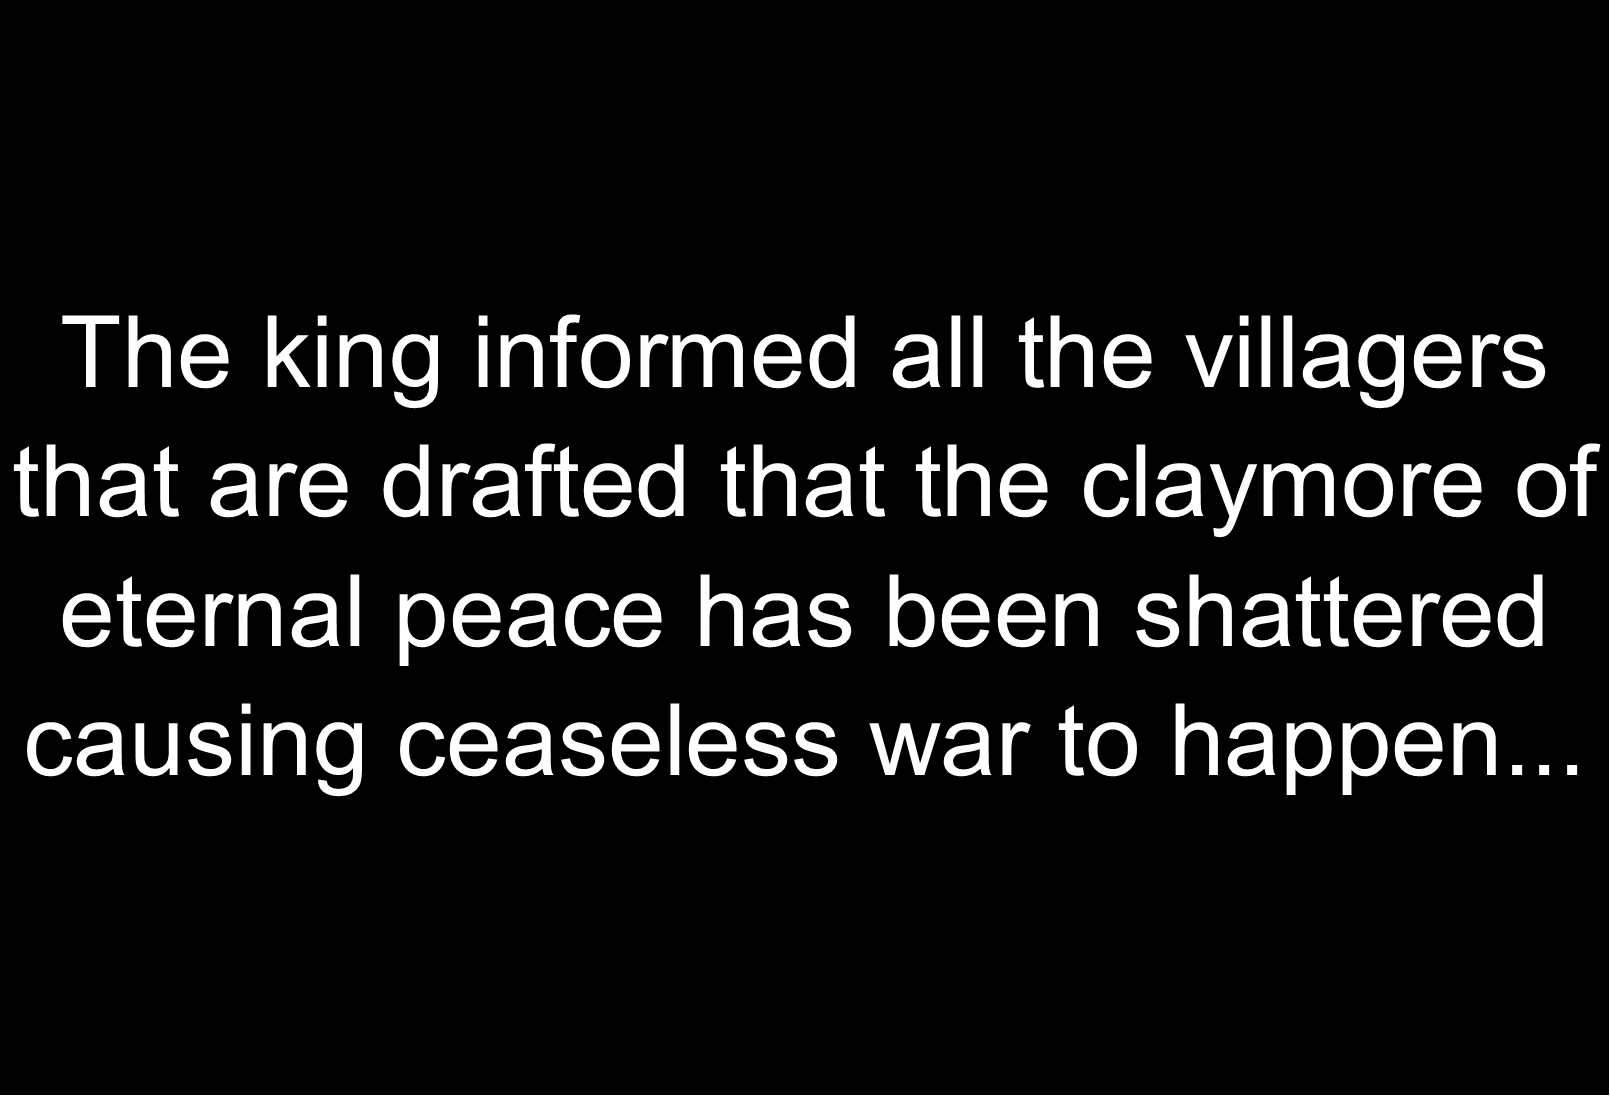 The king informed all the villagers
that are drafted that the claymore of
eternal peace has been shattered
causing ceaseless war to happen...